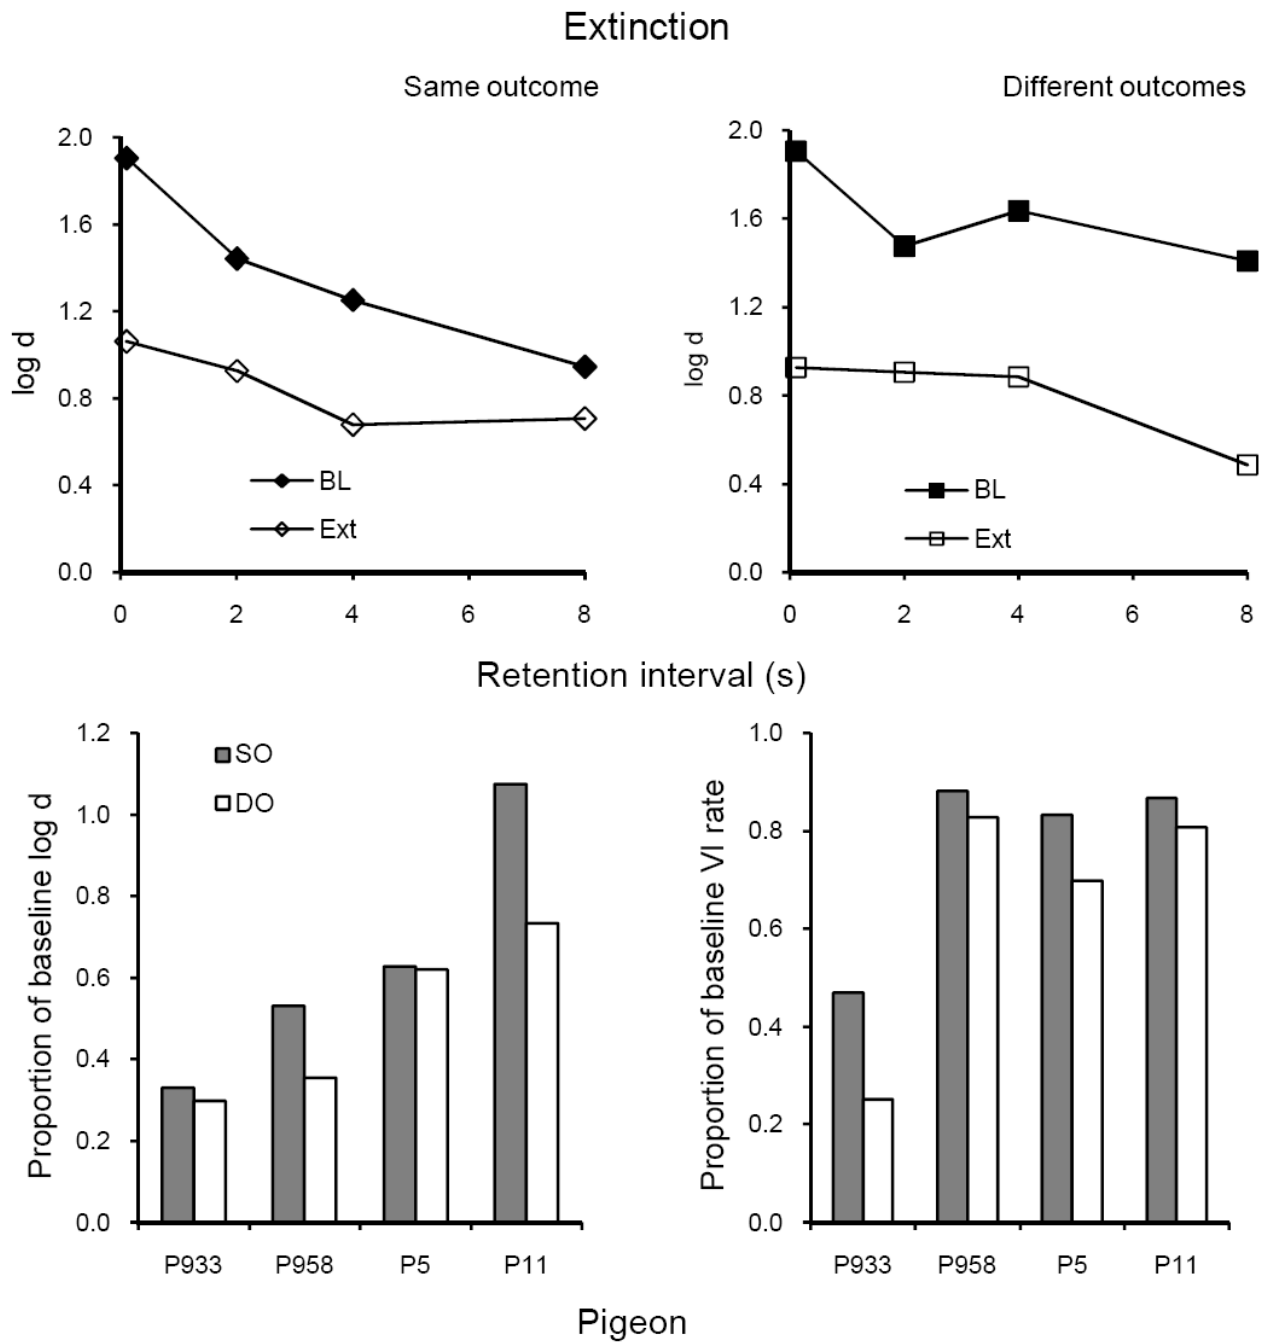 Extinction
Same outcome
Different outcomes
2.0
1.6
1.2
0.8
0.4
0.0
log d
BL
Ext
0 2 4 6 8
2.0
1.6
1.2
0.8
0.4
0.0
log d
BL
Ext
0 2 4 6 8
Retention interval (s)
1.2
1.0
0.8
0.6
0.4
0.2
0.0
Proportion of baseline log d
SO
DO
P933 P958 P5 P11
1.0
0.8
0.6
0.4
0.2
0.0
Proportion of baseline VI rate
P933 P958 P5 P11
Pigeon